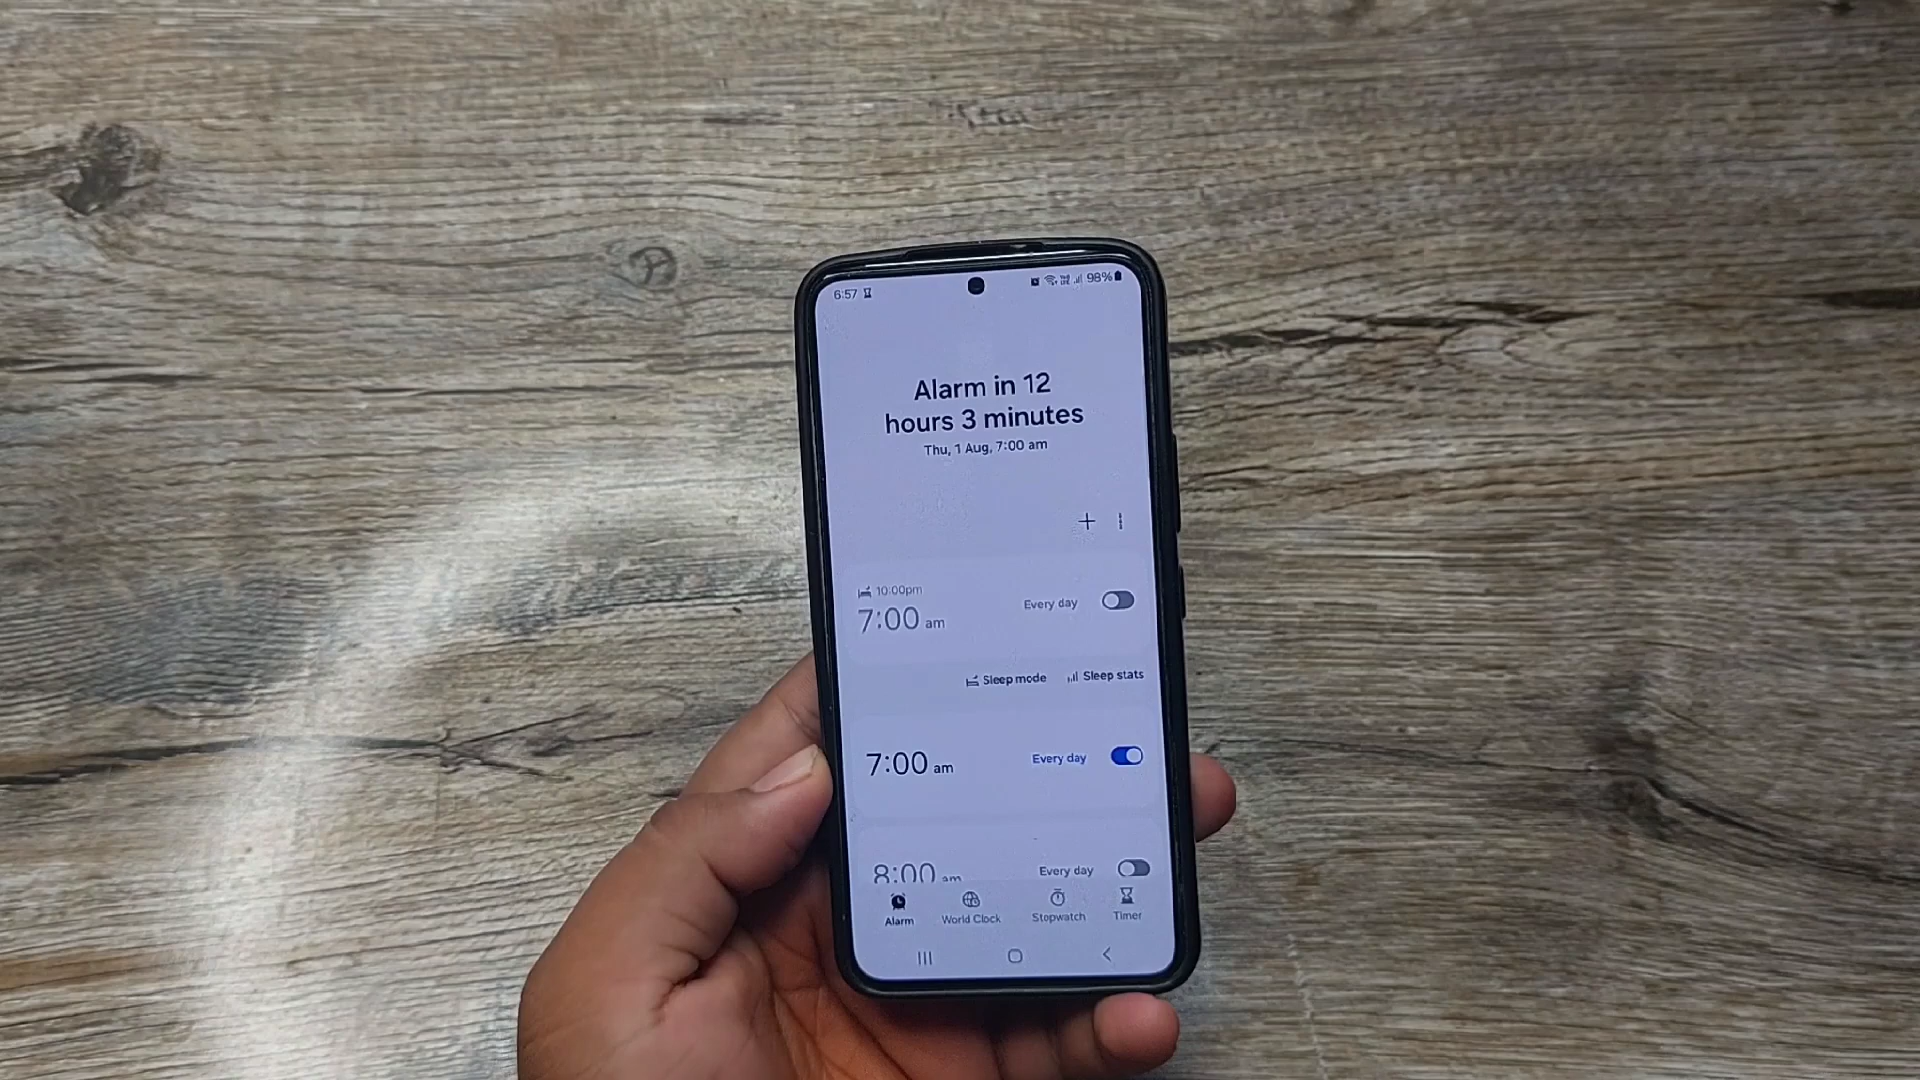 6:57
98%
Alarm in 12
hours 3 minutes
Thu, 1 Aug, 7:00 am
10:00pm
7:00 am
Every day
Sleep mode
Sleep stats
7:00 am
Every day
8:00 am
Every day
Alarm
World Clock
Stopwatch
Timer